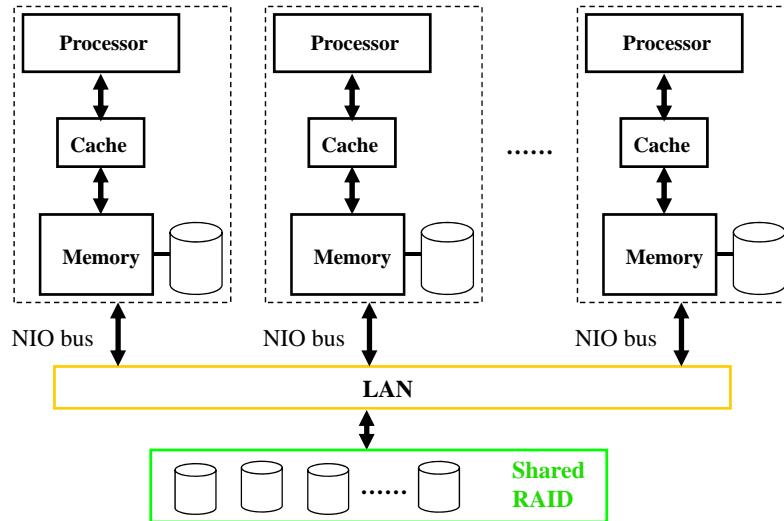 Processor Processor Processor
Cache Cache ...... Cache
Memory Memory Memory
NIO bus NIO bus NIO bus
LAN
...... Shared
RAID